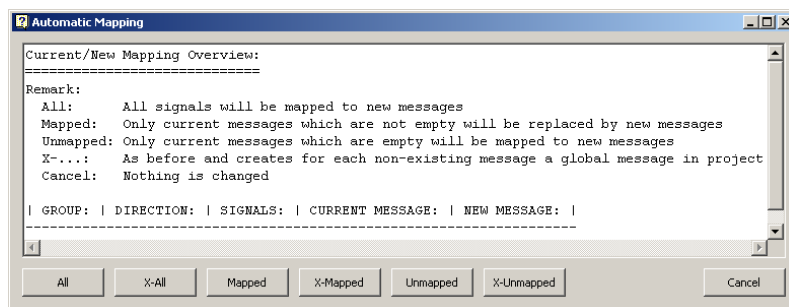 Automatic Mapping
Current/New Mapping Overview:
=============================
Remark:
All: All signals will be mapped to new messages
Mapped: Only current messages which are not empty will be replaced by new messages
Unmapped: Only current messages which are empty will be mapped to new messages
X-...: As before and creates for each non-existing message a global message in project
Cancel: Nothing is changed
| GROUP: | DIRECTION: | SIGNALS: | CURRENT MESSAGE: | NEW MESSAGE: |
--------------------------------------------------------------------
All X-All Mapped X-Mapped Unmapped X-Unmapped Cancel